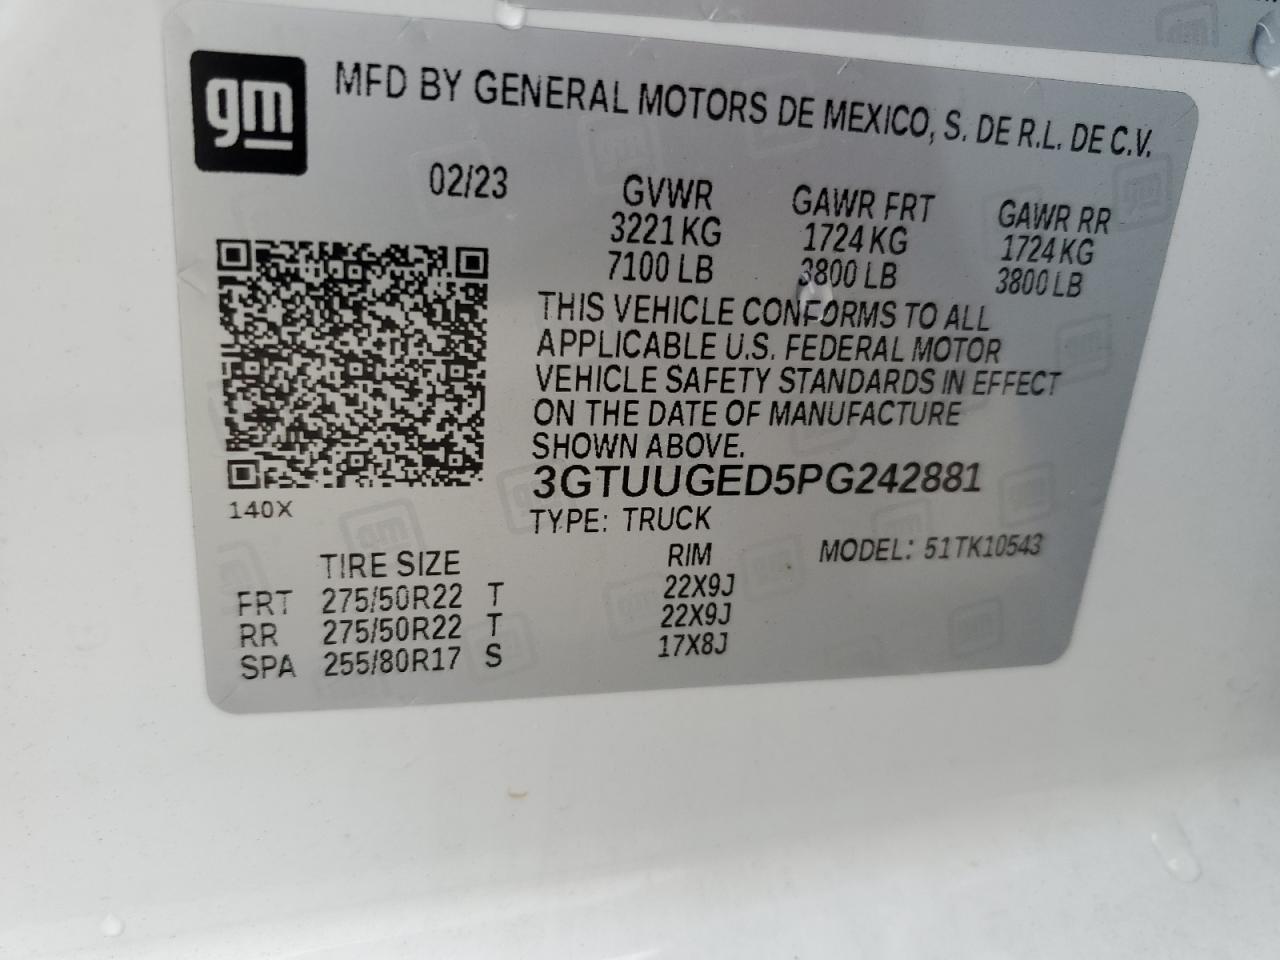 gm
MFD BY GENERAL MOTORS DE MEXICO, S. DE R.L. DE C.V.
02/23
GVWR GAWR FRT GAWR RR
3221 KG 1724 KG 1724 KG
7100 LB 3800 LB 3800 LB
THIS VEHICLE CONFORMS TO ALL
APPLICABLE U.S. FEDERAL MOTOR
VEHICLE SAFETY STANDARDS IN EFFECT
ON THE DATE OF MANUFACTURE
SHOWN ABOVE.
3GTUUGED5PG242881
140X
TYPE: TRUCK
MODEL: 51TK10543
TIRE SIZE RIM
FRT 275/50R22 T 22X9J
RR 275/50R22 T 22X9J
SPA 255/80R17 S 17X8J